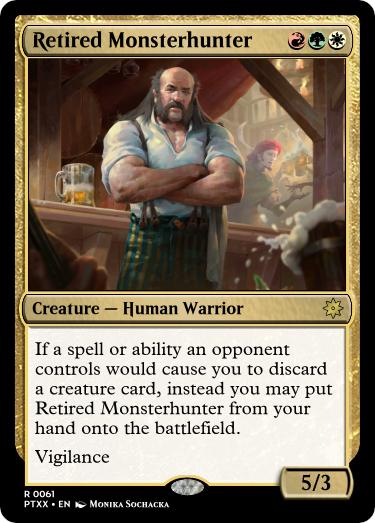 Retired Monsterhunter
Creature — Human Warrior
If a spell or ability an opponent
controls would cause you to discard
a creature card, instead you may put
Retired Monsterhunter from your
hand onto the battlefield.
Vigilance
5/3
R 0061
PTXX • EN Monika Sochacka